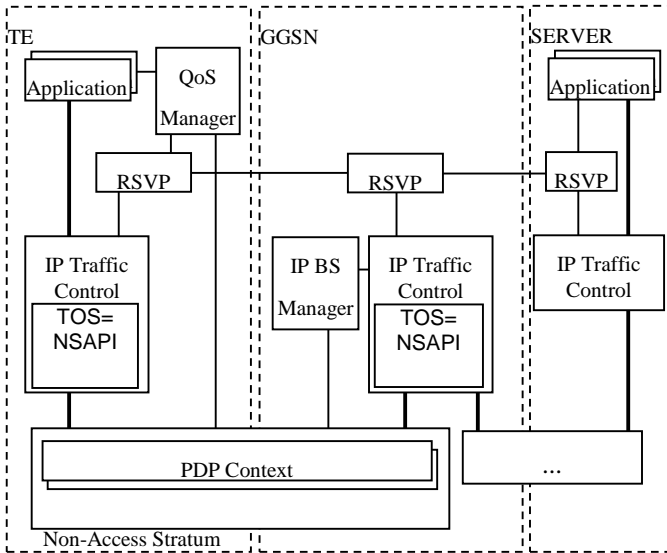 TE
GGSN
SERVER
Application
QoS
Manager
Application
RSVP
RSVP
RSVP
IP Traffic
Control
TOS=
NSAPI
IP BS
Manager
IP Traffic
Control
TOS=
NSAPI
IP Traffic
Control
PDP Context
...
Non-Access Stratum